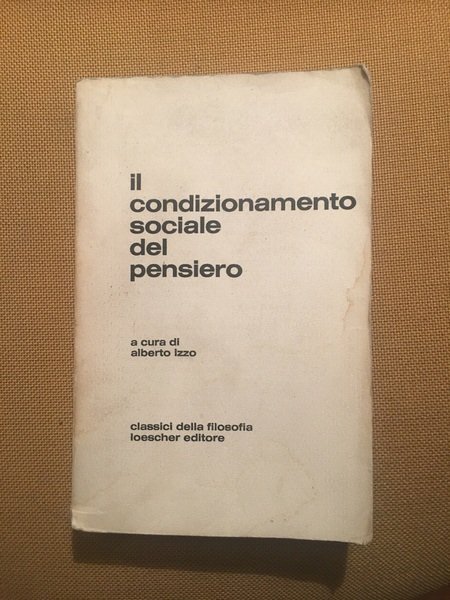 il
condizionamento
sociale
del
pensiero
a cura di
alberto Izzo
classici della filosofia
loescher editore